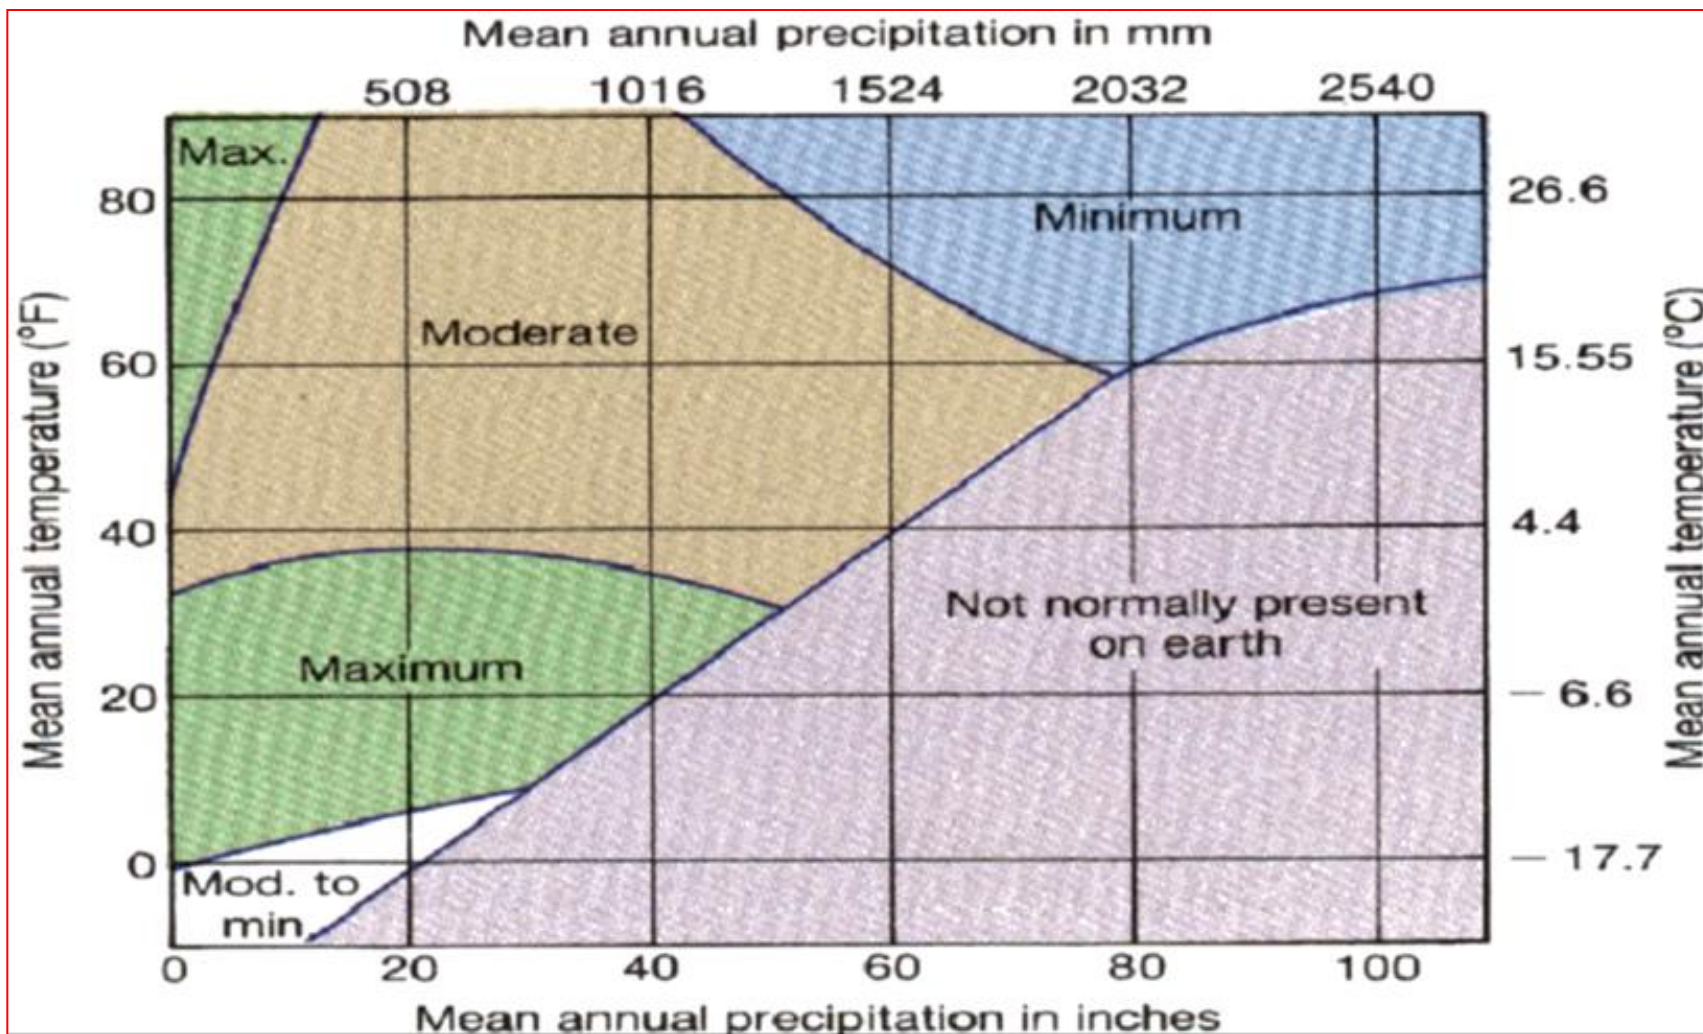 Mean annual precipitation in mm
508 1016 1524 2032 2540
Max.
80
26.6
Minimum
Moderate
60
15.55
Mean annual temperature (°F)
Mean annual temperature (°C)
40
4.4
Not normally present
on earth
Maximum
20
— 6.6
0
— 17.7
Mod. to
min
0 20 40 60 80 100
Mean annual precipitation in inches